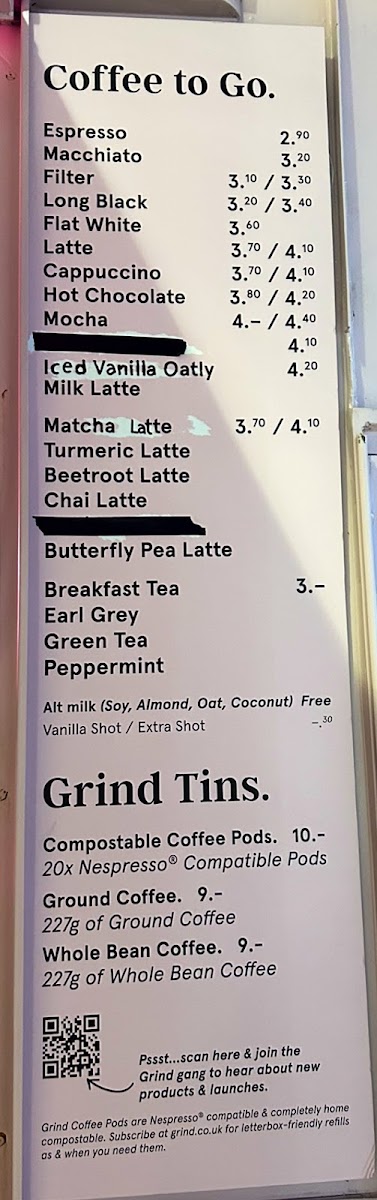 Coffee to Go.
Espresso 2.90
Macchiato 3.20
Filter 3.10 / 3.30
Long Black 3.20 / 3.40
Flat White 3.60
Latte 3.70 / 4.10
Cappuccino 3.70 / 4.10
Hot Chocolate 3.80 / 4.20
Mocha 4.- / 4.40
4.10
Iced Vanilla Oatly 4.20
Milk Latte
Matcha Latte 3.70 / 4.10
Turmeric Latte
Beetroot Latte
Chai Latte
Butterfly Pea Latte
Breakfast Tea 3.-
Earl Grey
Green Tea
Peppermint
Alt milk (Soy, Almond, Oat, Coconut) Free
Vanilla Shot / Extra Shot -.30
Grind Tins.
Compostable Coffee Pods. 10.-
20x Nespresso® Compatible Pods
Ground Coffee. 9.-
227g of Ground Coffee
Whole Bean Coffee. 9.-
227g of Whole Bean Coffee
Pssst...scan here & join the
Grind gang to hear about new
products & launches.
Grind Coffee Pods are Nespresso® compatible & completely home
compostable. Subscribe at grind.co.uk for letterbox-friendly refills
as & when you need them.